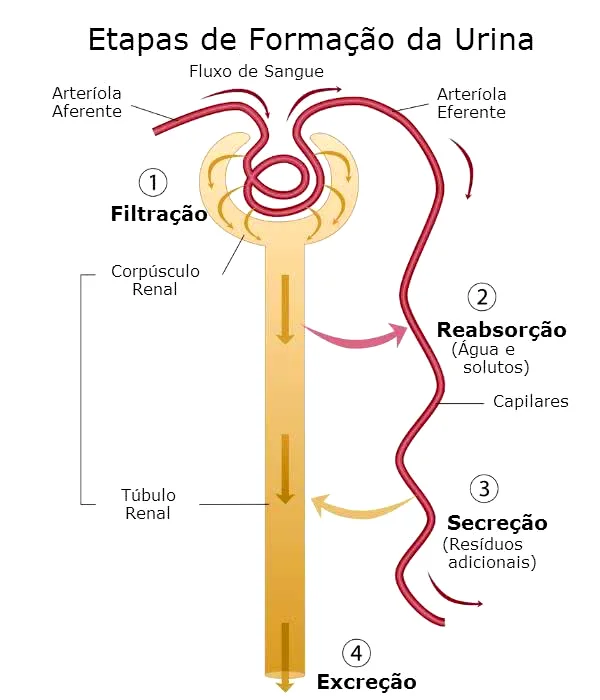 Etapas de Formação da Urina
Fluxo de Sangue
Arteríola
Aferente
Arteríola
Eferente
1
Filtração
Corpúsculo
Renal
2
Reabsorção
(Água e
solutos)
Capilares
Túbulo
Renal
3
Secreção
(Resíduos
adicionais)
4
Excreção